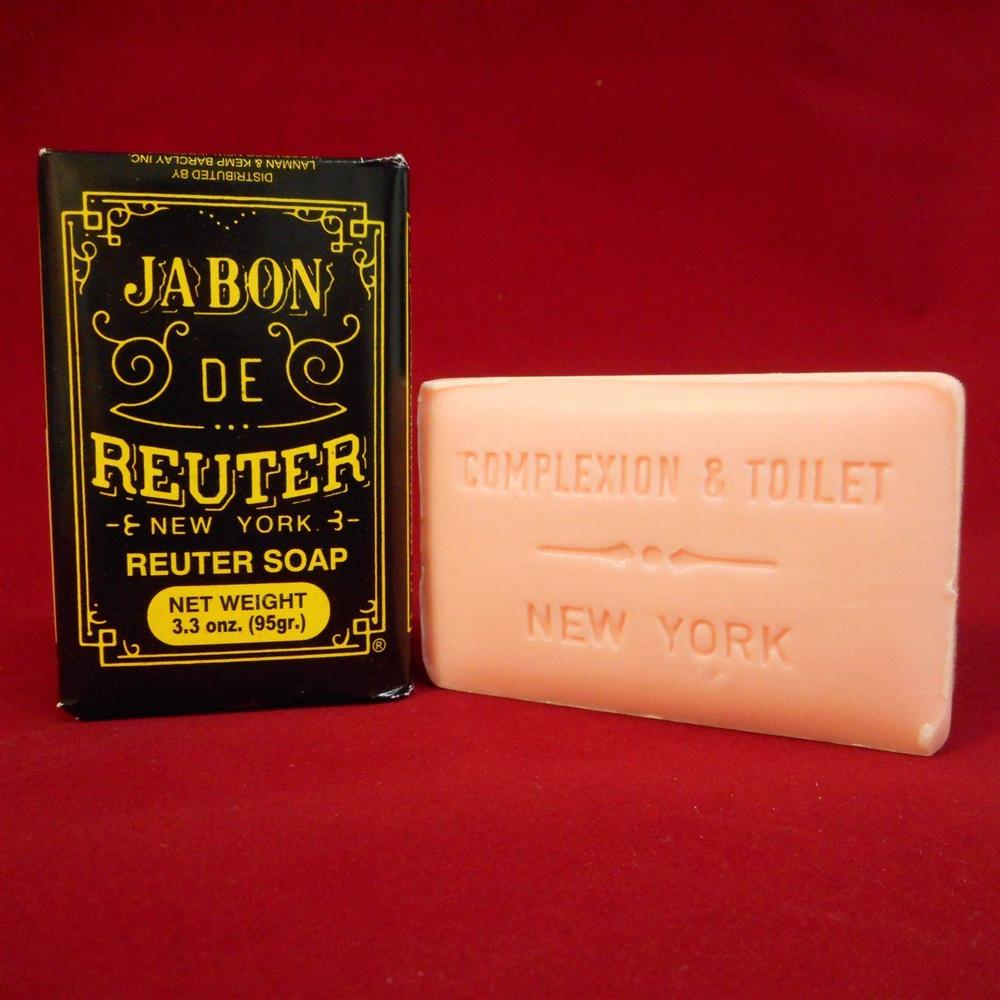 DISTRIBUTED BY
LANMAN & KEMP BARCLAY INC.
JABON
DE
REUTER
NEW YORK.
REUTER SOAP
NET WEIGHT
3.3 onz. (95gr.)
®
COMPLEXION & TOILET
NEW YORK